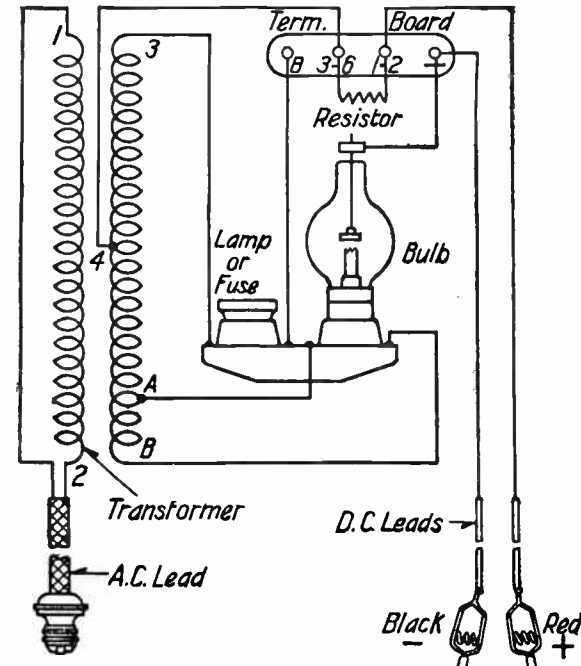 Term. Board
1
3
B 3-6 1-2
Resistor
4
Lamp
or
Fuse
Bulb
A
B
2
Transformer
D.C. Leads
A.C. Lead
Black
Red
- +